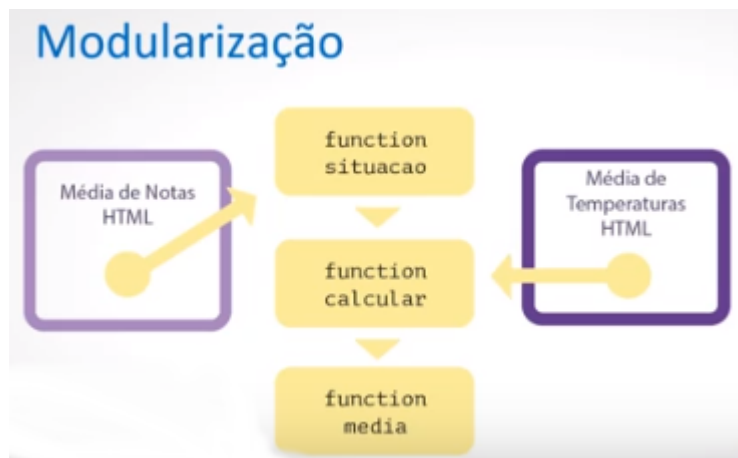 Modularização
function
situacao
Média de Notas
HTML
Média de
Temperaturas
HTML
function
calcular
function
media